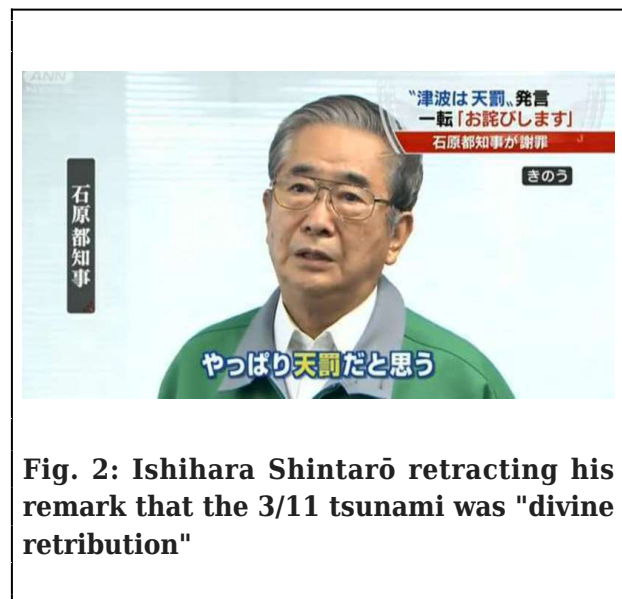 ANN
〝津波は天罰〟発言
一転「お詫びします」
石原都知事が謝罪
きのう
石原都知事
やっぱり天罰だと思う
Fig. 2: Ishihara Shintarō retracting his
remark that the 3/11 tsunami was "divine
retribution"